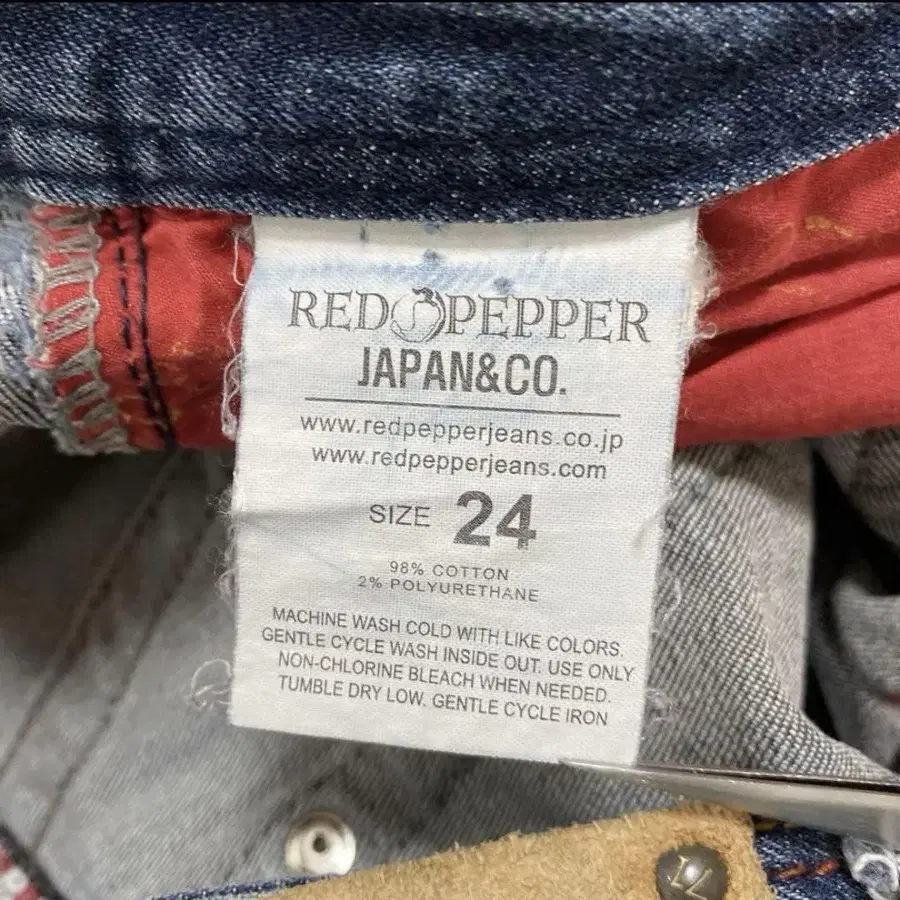 RED PEPPER
JAPAN&CO.
www.redpepperjeans.co.jp
www.redpepperjeans.com
SIZE 24
98% COTTON
2% POLYURETHANE
MACHINE WASH COLD WITH LIKE COLORS.
GENTLE CYCLE WASH INSIDE OUT. USE ONLY
NON-CHLORINE BLEACH WHEN NEEDED.
TUMBLE DRY LOW. GENTLE CYCLE IRON